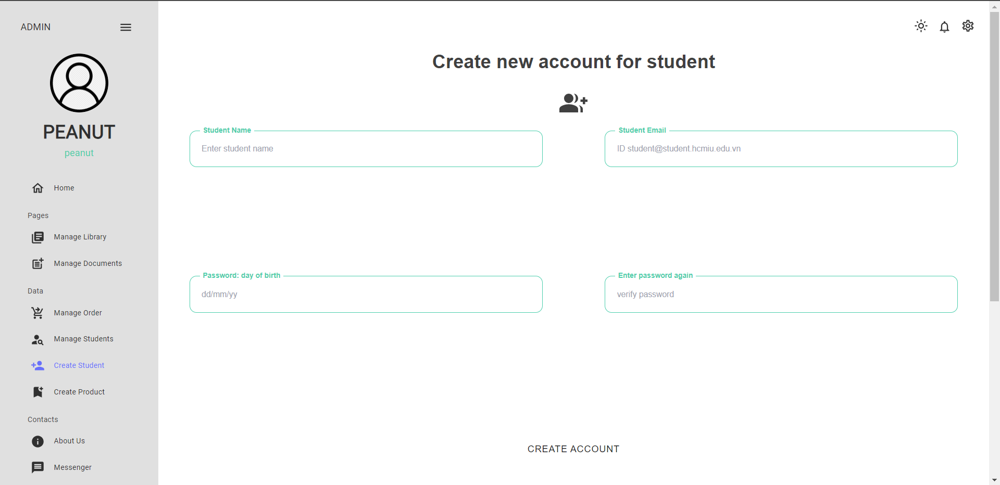 ADMIN
PEANUT
peanut
Home
Pages
Manage Library
Manage Documents
Data
Manage Order
Manage Students
Create Student
Create Product
Contacts
About Us
Messenger
Create new account for student
Student Name
Enter student name
Student Email
ID student@student.hcmiu.edu.vn
Password: day of birth
dd/mm/yy
Enter password again
verify password
CREATE ACCOUNT